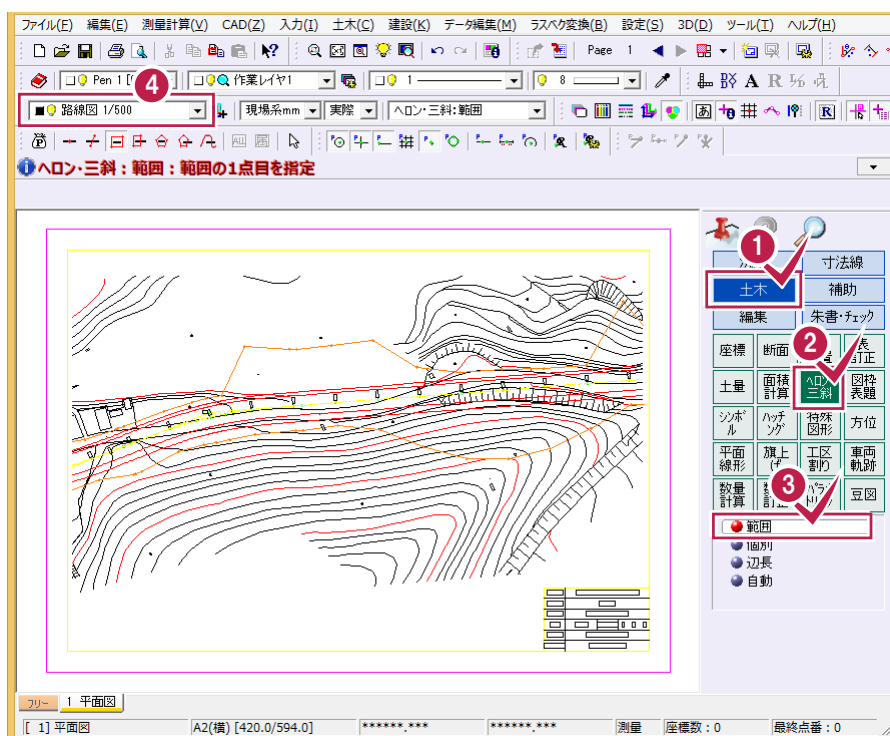 ファイル(F) 編集(E) 測量計算(V) CAD(Z) 入力(I) 土木(C) 建設(K) データ編集(M) ラスベク変換(B) 設定(S) 3D(D) ツール(T) ヘルプ(H)
Page 1
Pen 1 作業レイヤ1 1 8
4
路線図 1/500 現場系mm 実際 ヘロン・三斜:範囲
ヘロン・三斜：範囲：範囲の1点目を指定
1
寸法線
土木 補助
編集 朱書・チェック
2
座標 断面 訂正
土量 面積計算 ヘロン三斜 図枠表題
シンボル ハッチング 特殊図形 方位
平面線形 旗上げ 工区割り 車両軌跡
数量計算 豆図
3
範囲
個別
辺長
自動
フリー 1 平面図
[ 1] 平面図 A2(横) [420.0/594.0] ******.*** ******.*** 測量 座標数：0 最終点番：0